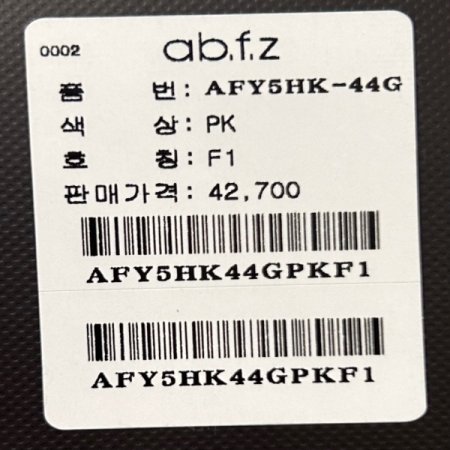 0002 ab.f.z
품 번: AFY5HK-44G
색 상: PK
호 칭: F1
판매가격: 42,700
AFY5HK44GPKF1
AFY5HK44GPKF1